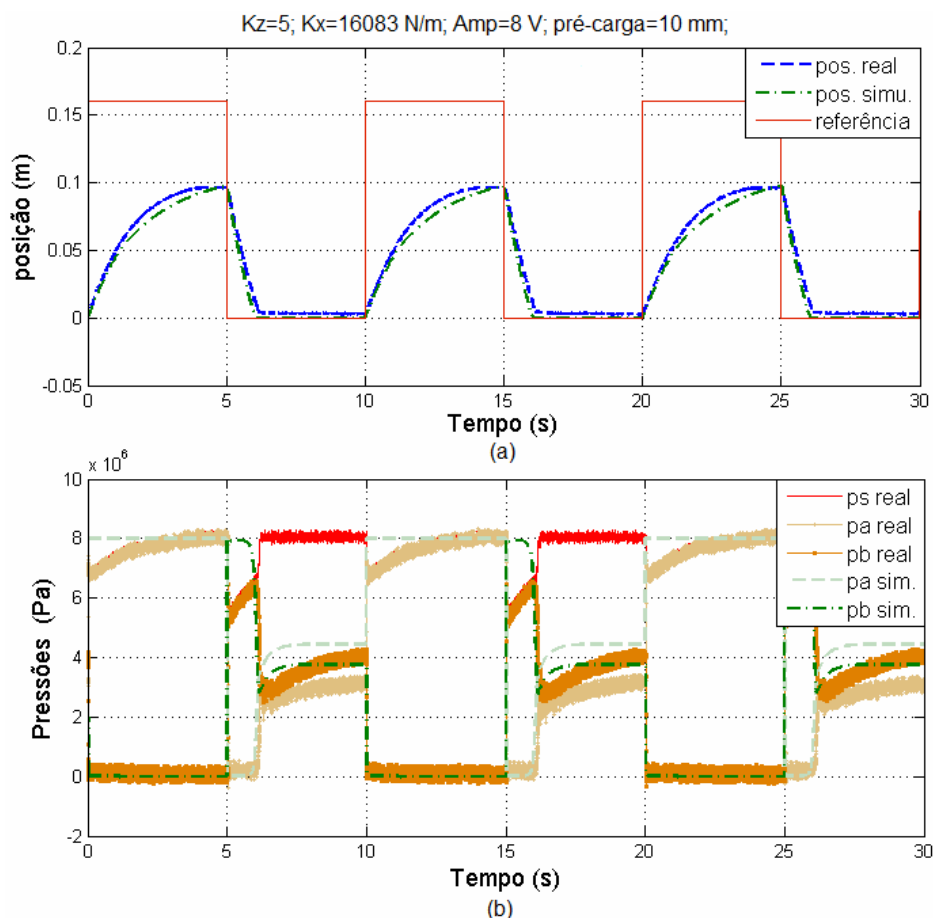 Kz=5; Kx=16083 N/m; Amp=8 V; pré-carga=10 mm;
0.2
0.15
0.1
0.05
0
-0.05
posição (m)
pos. real
pos. simu.
referência
0 5 10 15 20 25 30
Tempo (s)
(a)
x 10^6
10
8
6
4
2
0
-2
Pressões (Pa)
ps real
pa real
pb real
pa sim.
pb sim.
0 5 10 15 20 25 30
Tempo (s)
(b)